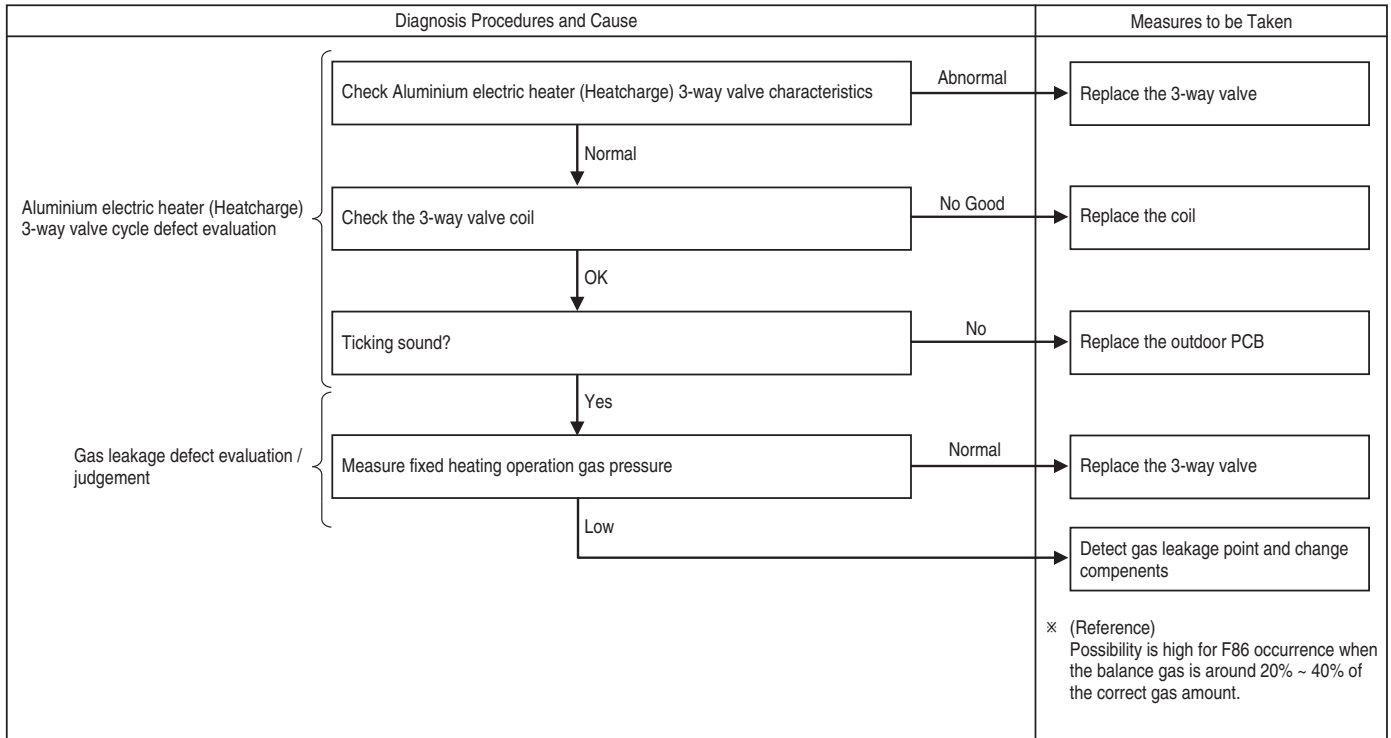 Diagnosis Procedures and Cause
Measures to be Taken
Check Aluminium electric heater (Heatcharge) 3-way valve characteristics
Abnormal
Replace the 3-way valve
Normal
Aluminium electric heater (Heatcharge)
3-way valve cycle defect evaluation
Check the 3-way valve coil
No Good
Replace the coil
OK
Ticking sound?
No
Replace the outdoor PCB
Yes
Gas leakage defect evaluation /
judgement
Measure fixed heating operation gas pressure
Normal
Replace the 3-way valve
Low
Detect gas leakage point and change
compenents
※ (Reference)
Possibility is high for F86 occurrence when
the balance gas is around 20% ~ 40% of
the correct gas amount.